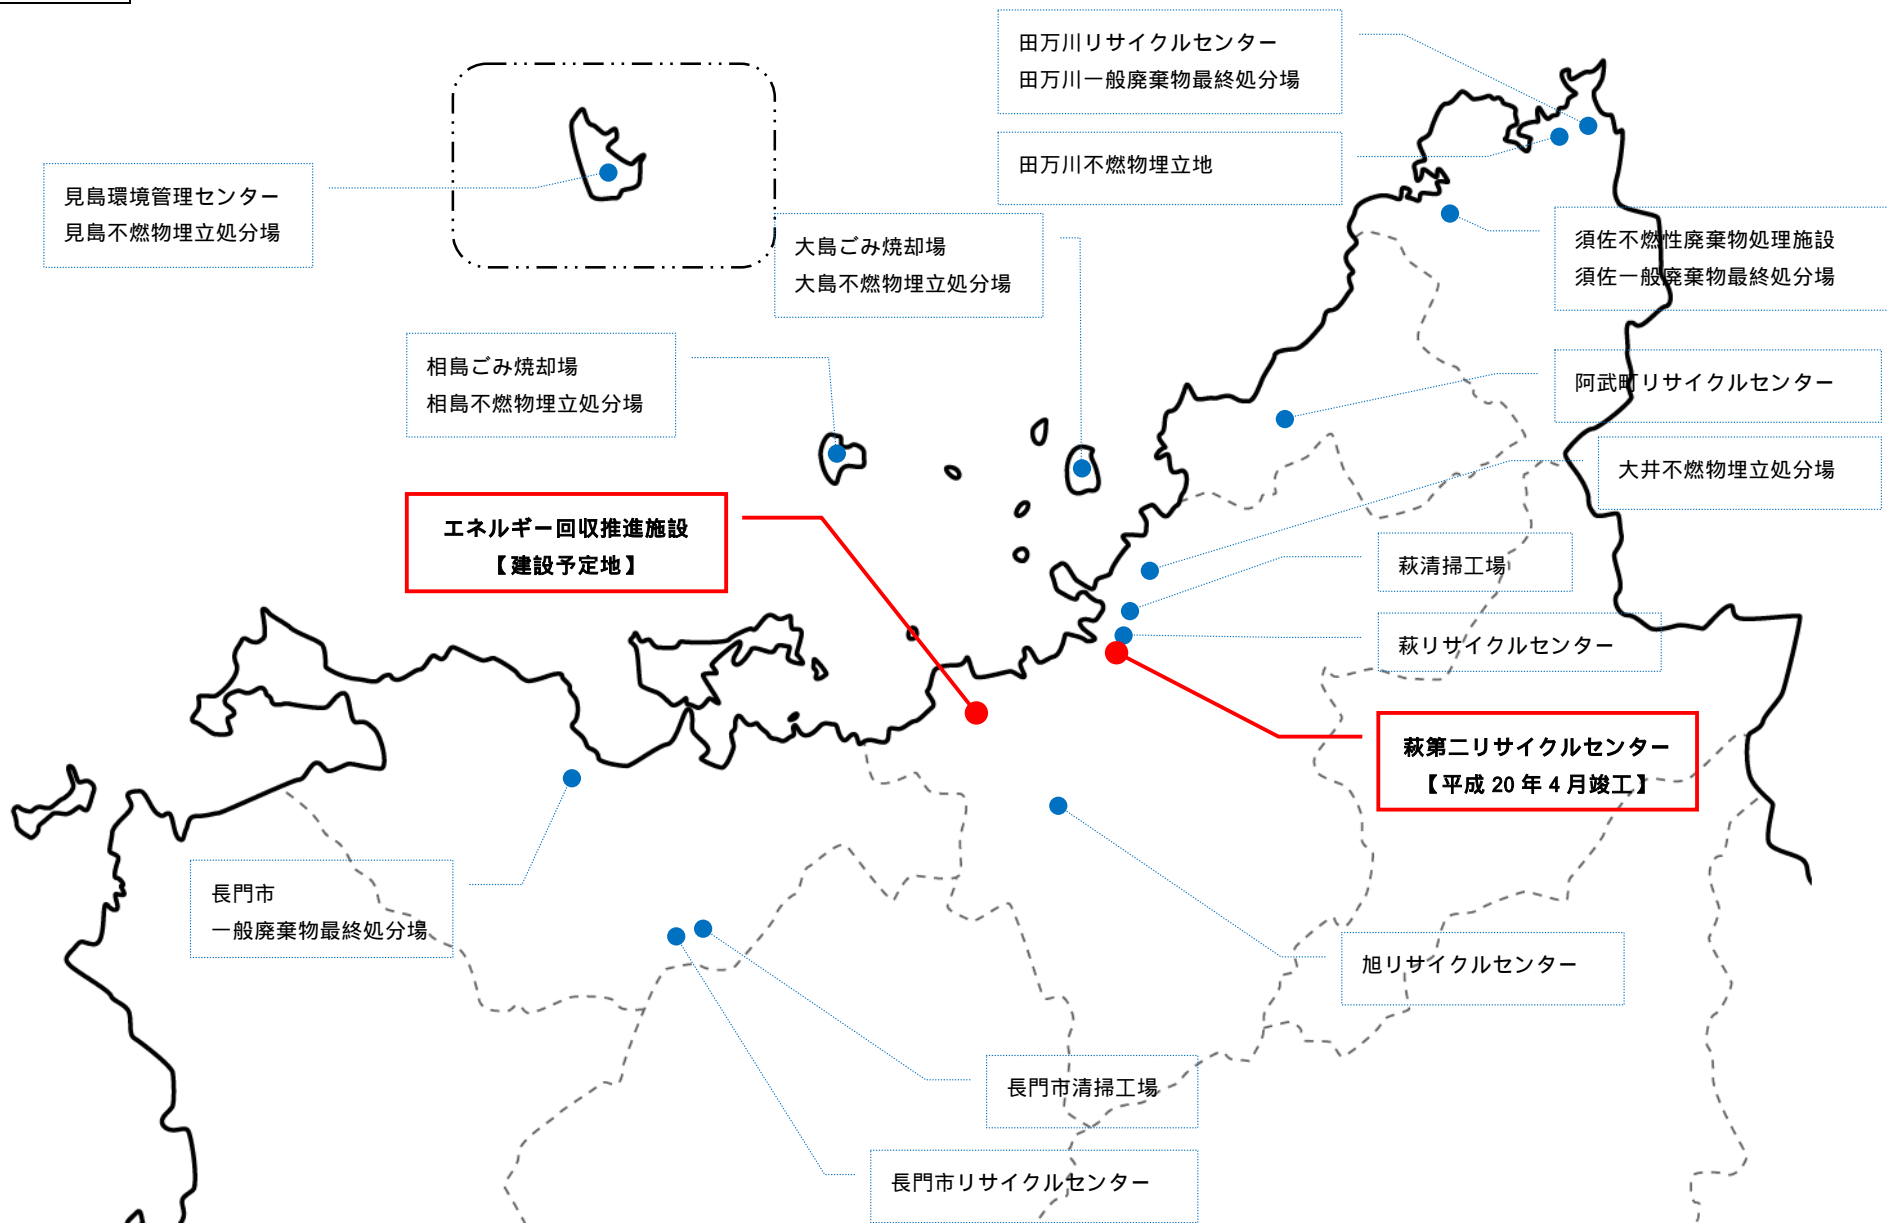 田万川リサイクルセンター
田万川一般廃棄物最終処分場
田万川不燃物埋立地
見島環境管理センター
見島不燃物埋立処分場
大島ごみ焼却場
大島不燃物埋立処分場
須佐不燃性廃棄物処理施設
須佐一般廃棄物最終処分場
相島ごみ焼却場
相島不燃物埋立処分場
阿武町リサイクルセンター
大井不燃物埋立処分場
エネルギー回収推進施設
【建設予定地】
萩清掃工場
萩リサイクルセンター
萩第二リサイクルセンター
【平成 20 年 4 月竣工】
長門市
一般廃棄物最終処分場
旭リサイクルセンター
長門市清掃工場
長門市リサイクルセンター